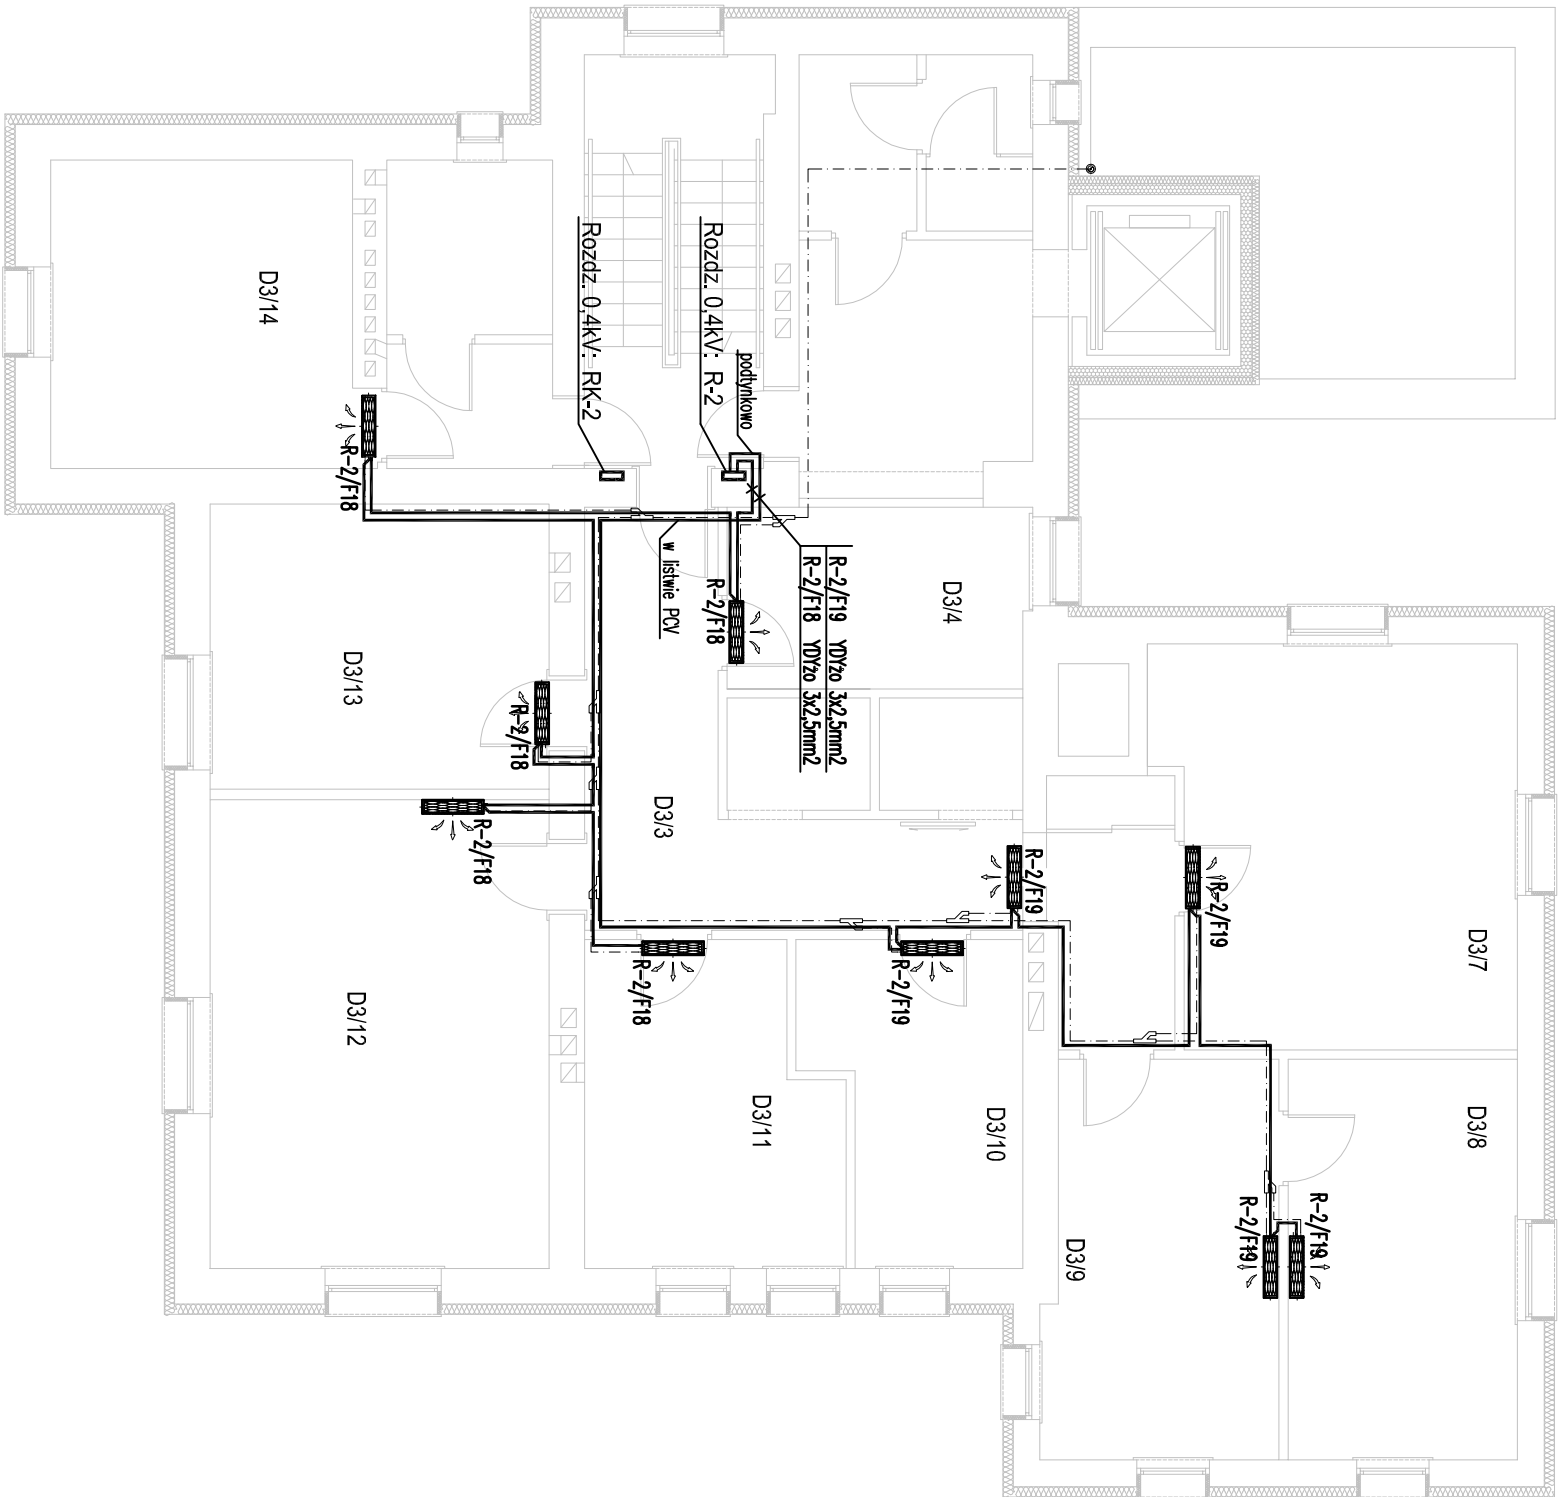 D3/14
Rozdz. 0,4kV: RK-2
Rozdz. 0,4kV: R-2
podtynkowo
R-2/F18
w listwie PCV
R-2/F18
R-2/F19 YDYżo 3x2,5mm2
R-2/F18 YDYżo 3x2,5mm2
D3/4
D3/13
R-2/F18
D3/3
R-2/F18
R-2/F19
R-2/F19
D3/7
D3/12
R-2/F18
R-2/F19
D3/11
D3/10
D3/8
D3/9
R-2/F19
R-2/F19